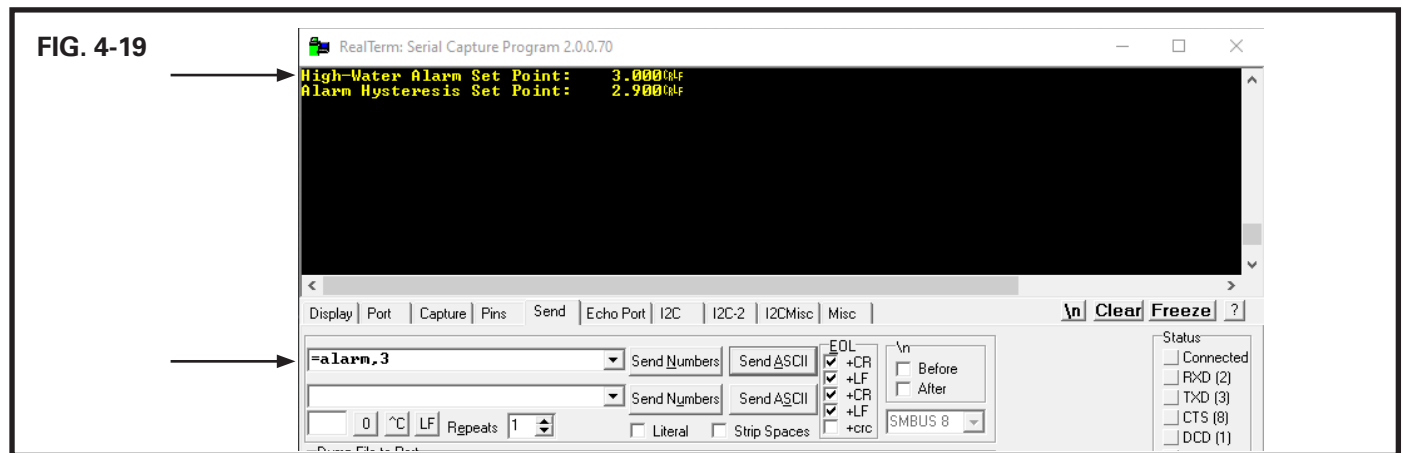 FIG. 4-19
RealTerm: Serial Capture Program 2.0.0.70
High-Water Alarm Set Point: 3.000CRLF
Alarm Hysteresis Set Point: 2.900CRLF
Display Port Capture Pins Send Echo Port I2C I2C-2 I2CMisc Misc \n Clear Freeze ?
=alarm,3 Send Numbers Send ASCII
EOL
+CR
+LF
+CR
+LF
+crc
\n
Before
After
Send Numbers Send ASCII
0 ^C LF Repeats 1
Literal Strip Spaces
SMBUS 8
Status
Connected
RXD (2)
TXD (3)
CTS (8)
DCD (1)